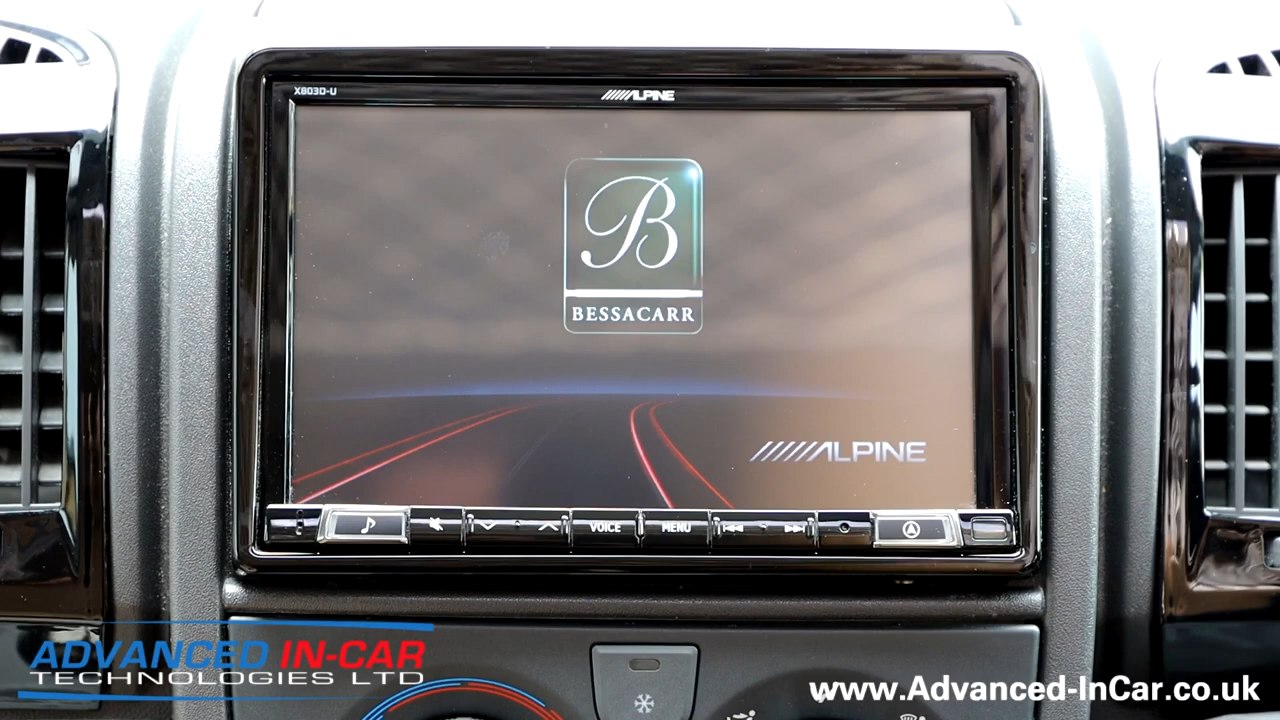 X803D-U
ALPINE
B
BESSACARR
ALPINE
VOICE MENU
ADVANCED IN-CAR
TECHNOLOGIES LTD
www.Advanced-InCar.co.uk